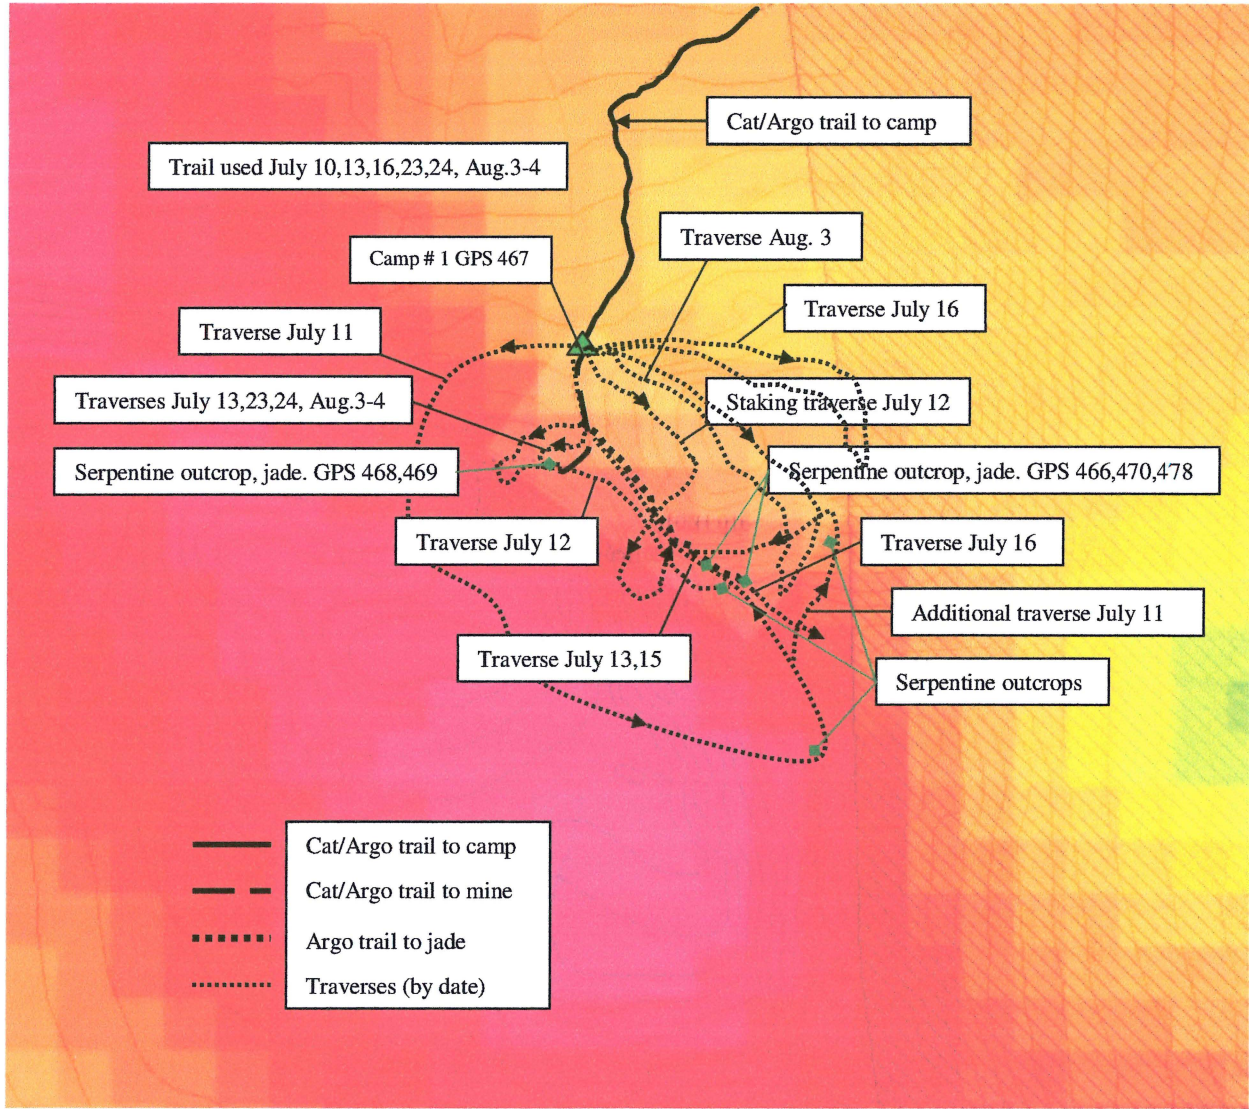 Cat/Argo trail to camp
Trail used July 10,13,16,23,24, Aug.3-4
Traverse Aug. 3
Camp # 1 GPS 467
Traverse July 16
Traverse July 11
Traverses July 13,23,24, Aug.3-4
Staking traverse July 12
Serpentine outcrop, jade. GPS 468,469
Serpentine outcrop, jade. GPS 466,470,478
Traverse July 12
Traverse July 16
Additional traverse July 11
Traverse July 13,15
Serpentine outcrops
Cat/Argo trail to camp
Cat/Argo trail to mine
Argo trail to jade
Traverses (by date)